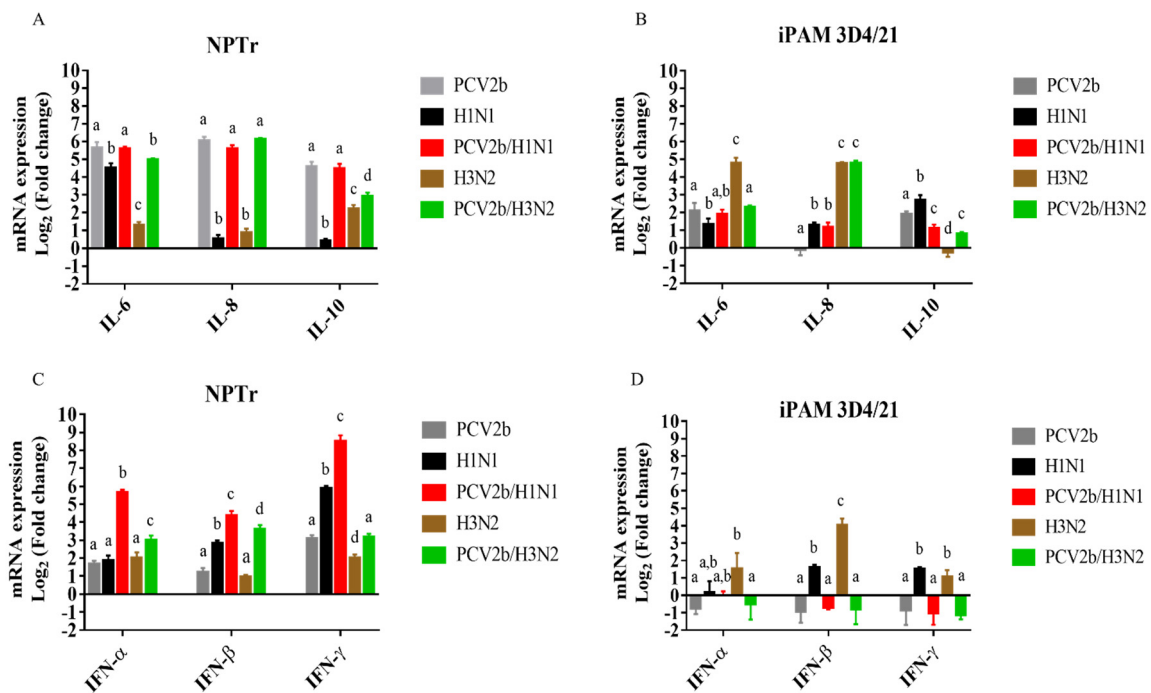 A
NPTr
mRNA expression
Log₂ (Fold change)
10
9
8
7
6
5
4
3
2
1
0
-1
-2
a b a c b
a b a b a
a b a c d
IL-6 IL-8 IL-10
PCV2b
H1N1
PCV2b/H1N1
H3N2
PCV2b/H3N2
B
iPAM 3D4/21
mRNA expression
Log₂ (Fold change)
10
9
8
7
6
5
4
3
2
1
0
-1
-2
a b a,b c a
a b b c c
a b c d c
IL-6 IL-8 IL-10
PCV2b
H1N1
PCV2b/H1N1
H3N2
PCV2b/H3N2
C
NPTr
mRNA expression
Log₂ (Fold change)
10
9
8
7
6
5
4
3
2
1
0
-1
-2
a a b a c
a b c a d
a b c d a
IFN-α IFN-β IFN-γ
PCV2b
H1N1
PCV2b/H1N1
H3N2
PCV2b/H3N2
D
iPAM 3D4/21
mRNA expression
Log₂ (Fold change)
10
9
8
7
6
5
4
3
2
1
0
-1
-2
a a,b a,b b a
a b a c a
a b a b a
IFN-α IFN-β IFN-γ
PCV2b
H1N1
PCV2b/H1N1
H3N2
PCV2b/H3N2